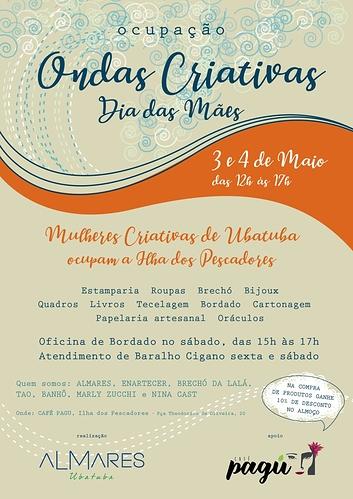 ocupação
Ondas Criativas
Dia das Mães
3 e 4 de Maio
das 12h às 17h
Mulheres Criativas de Ubatuba
ocupam a Ilha dos Pescadores
Estamparia Roupas Brechó Bijoux
Quadros Livros Tecelagem Bordado Cartonagem
Papelaria artesanal Oráculos
Oficina de Bordado no sábado, das 15h às 17h
Atendimento de Baralho Cigano sexta e sábado
Quem somos: ALMARES, ENARTECER, BRECHÓ DA LALÁ,
TAO, BANHÔ, MARLY ZUCCHI e NINA CAST
NA COMPRA
DE PRODUTOS GANHE
10% DE DESCONTO
NO ALMOÇO
Onde: CAFÉ PAGU, Ilha dos Pescadores - Pça Theodorico de Oliveira, 20
realização
apoio
ALMARES
Ubatuba
CAFÉ
pagu